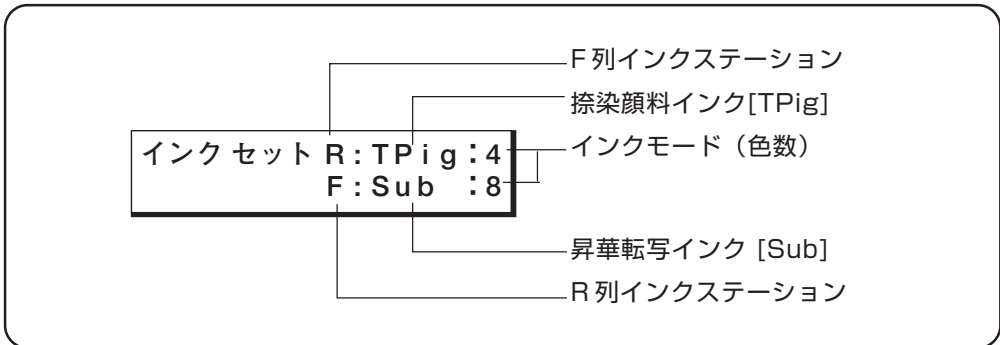 F列インクステーション
捺染顔料インク[TPig]
インクモード（色数）
インク セット R:TPig:4
F:Sub :8
昇華転写インク [Sub]
R列インクステーション